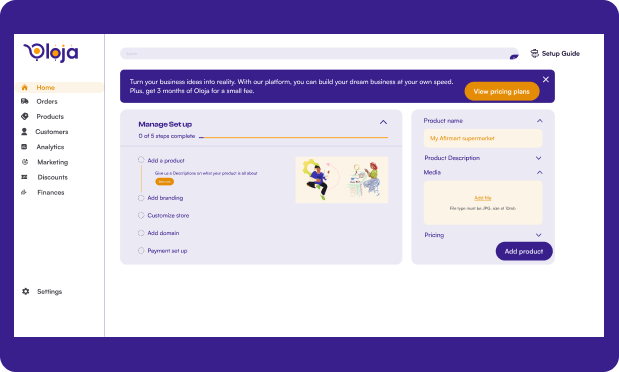 Oloja
Setup Guide
Home
Orders
Products
Customers
Analytics
Marketing
Discounts
Finances
Settings
Turn your business ideas into reality. With our platform, you can build your dream business at your own speed.
Plus, get 3 months of Oloja for a small fee.
View pricing plans
Manage Set up
0 of 5 steps complete
Add a product
Give us a Descriptions on what your product is all about
Add branding
Customize store
Add domain
Payment set up
Product name
My Afrimart supermarket
Product Description
Media
Add file
File type must be JPG, size at 10mb
Pricing
Add product